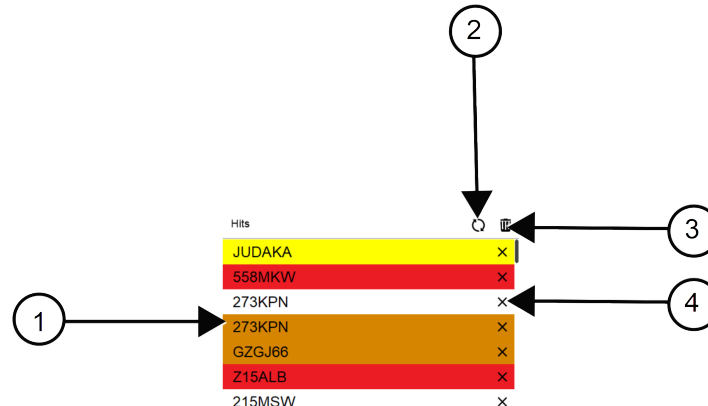 2
Hits
3
JUDAKA
558MKW
273KPN
4
1
273KPN
GZGJ66
Z15ALB
215MSW